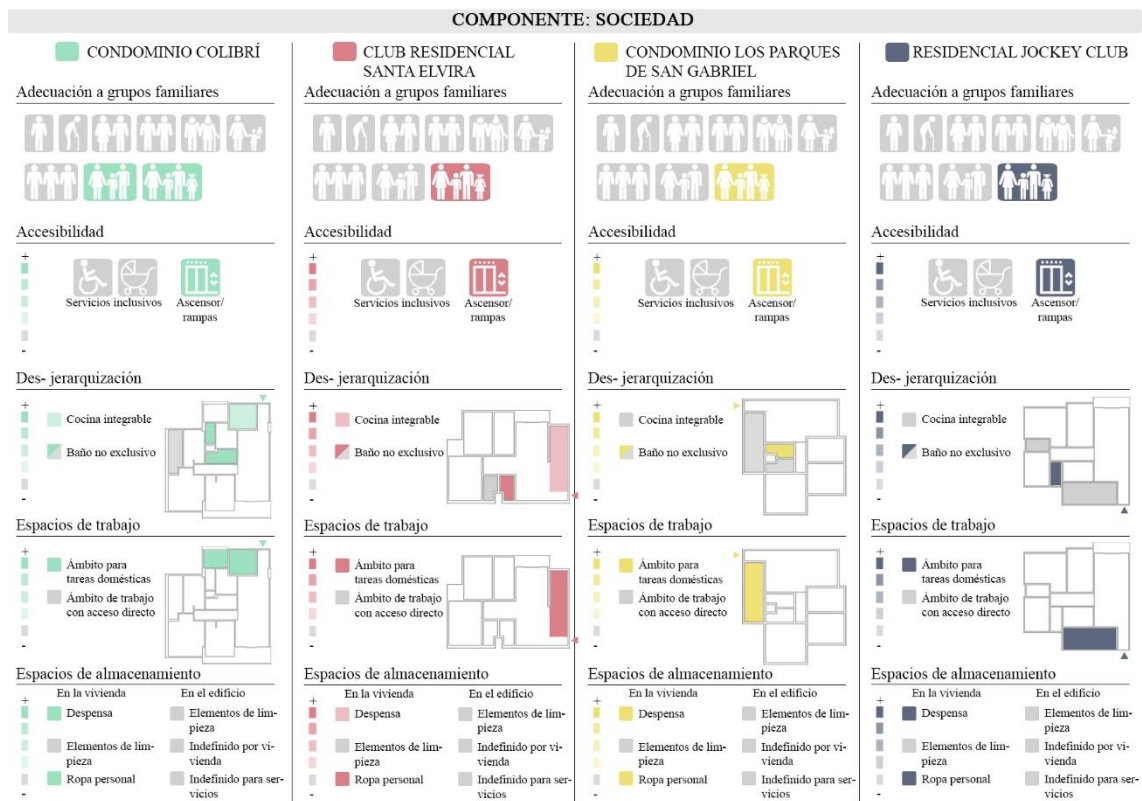 COMPONENTE: SOCIEDAD
CONDOMINIO COLIBRÍ
Adecuación a grupos familiares
Accesibilidad
+
-
Servicios inclusivos
Ascensor/
rampas
Des- jerarquización
+
-
Cocina integrable
Baño no exclusivo
Espacios de trabajo
+
-
Ámbito para
tareas domésticas
Ámbito de trabajo
con acceso directo
Espacios de almacenamiento
En la vivienda
En el edificio
+
-
Despensa
Elementos de lim-
pieza
Ropa personal
Elementos de lim-
pieza
Indefinido por vi-
vienda
Indefinido para ser-
vicios
CLUB RESIDENCIAL
SANTA ELVIRA
Adecuación a grupos familiares
Accesibilidad
+
-
Servicios inclusivos
Ascensor/
rampas
Des- jerarquización
+
-
Cocina integrable
Baño no exclusivo
Espacios de trabajo
+
-
Ámbito para
tareas domésticas
Ámbito de trabajo
con acceso directo
Espacios de almacenamiento
En la vivienda
En el edificio
+
-
Despensa
Elementos de lim-
pieza
Ropa personal
Elementos de lim-
pieza
Indefinido por vi-
vienda
Indefinido para ser-
vicios
CONDOMINIO LOS PARQUES
DE SAN GABRIEL
Adecuación a grupos familiares
Accesibilidad
+
-
Servicios inclusivos
Ascensor/
rampas
Des- jerarquización
+
-
Cocina integrable
Baño no exclusivo
Espacios de trabajo
+
-
Ámbito para
tareas domésticas
Ámbito de trabajo
con acceso directo
Espacios de almacenamiento
En la vivienda
En el edificio
+
-
Despensa
Elementos de lim-
pieza
Ropa personal
Elementos de lim-
pieza
Indefinido por vi-
vienda
Indefinido para ser-
vicios
RESIDENCIAL JOCKEY CLUB
Adecuación a grupos familiares
Accesibilidad
+
-
Servicios inclusivos
Ascensor/
rampas
Des- jerarquización
+
-
Cocina integrable
Baño no exclusivo
Espacios de trabajo
+
-
Ámbito para
tareas domésticas
Ámbito de trabajo
con acceso directo
Espacios de almacenamiento
En la vivienda
En el edificio
+
-
Despensa
Elementos de lim-
pieza
Ropa personal
Elementos de lim-
pieza
Indefinido por vi-
vienda
Indefinido para ser-
vicios